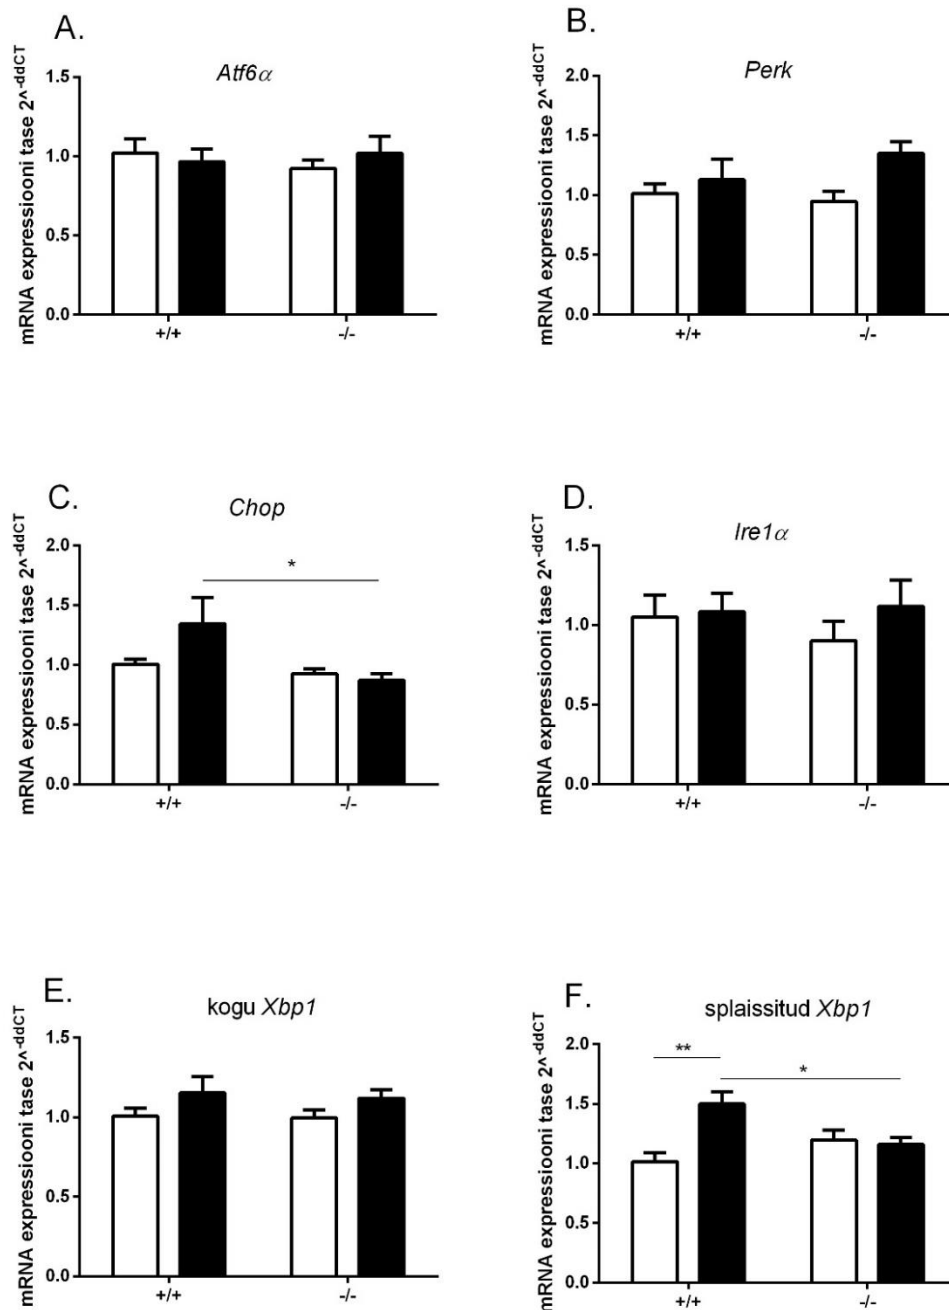 A.
Atf6α
mRNA expressiooni tase 2^-ddCT
1.5
1.0
0.5
0.0
+/+
-/-
B.
Perk
mRNA expressiooni tase 2^-ddCT
2.0
1.5
1.0
0.5
0.0
+/+
-/-
C.
Chop
mRNA expressiooni tase 2^-ddCT
2.0
1.5
1.0
0.5
0.0
*
+/+
-/-
D.
Ire1α
mRNA expressiooni tase 2^-ddCT
1.5
1.0
0.5
0.0
+/+
-/-
E.
kogu Xbp1
mRNA expressiooni tase 2^-ddCT
1.5
1.0
0.5
0.0
+/+
-/-
F.
splaissitud Xbp1
mRNA expressiooni tase 2^-ddCT
2.0
1.5
1.0
0.5
0.0
**
*
+/+
-/-